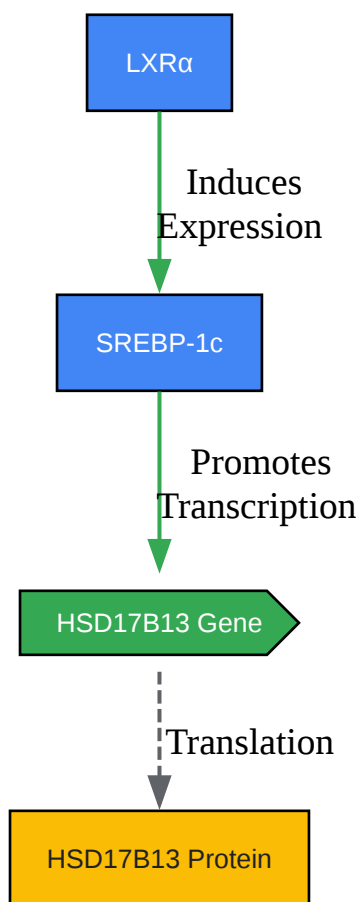 LXRα
Induces
Expression
SREBP-1c
Promotes
Transcription
HSD17B13 Gene
Translation
HSD17B13 Protein